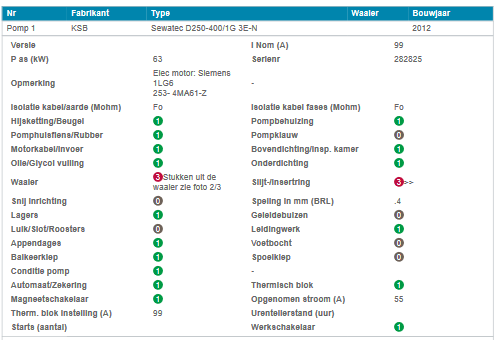 Nr Fabrikant Type Waaier Bouwjaar
Pomp 1 KSB Sewatec D250-400/1G 3E-N 2012
Versie I Nom (A) 99
P as (kW) 63 Serienr 282825
Opmerking Elec motor: Siemens 1LG6 253- 4MA61-Z -
Isolatie kabel/aarde (Mohm) Fo Isolatie kabel fases (Mohm) Fo
Hijsketting/Beugel 1 Pompbehuizing 1
Pomphulsflens/Rubber 1 Pompklauw 0
Motorkabel/invoer 1 Bovendichting/insp. kamer 1
Olie/Glycol vulling 1 Onderdichting 1
Waaier 3 Stukken uit de waaier zie foto 2/3 Slijt-/insertring 3 >>
Snij inrichting 0 Speling in mm (BRL) .4
Lagers 1 Geleidebuizen 0
Luik/Slot/Roosters 0 Leidingwerk 1
Appendages 1 Voetbocht 0
Balkeerklep 1 Spoelklep 0
Conditie pomp 1 -
Automaat/Zekering 1 Thermisch blok 1
Magneetschakelaar 1 Opgenomen stroom (A) 55
Therm. blok instelling (A) 99 Urentellerstand (uur)
Starts (aantal) Werkschakelaar 1